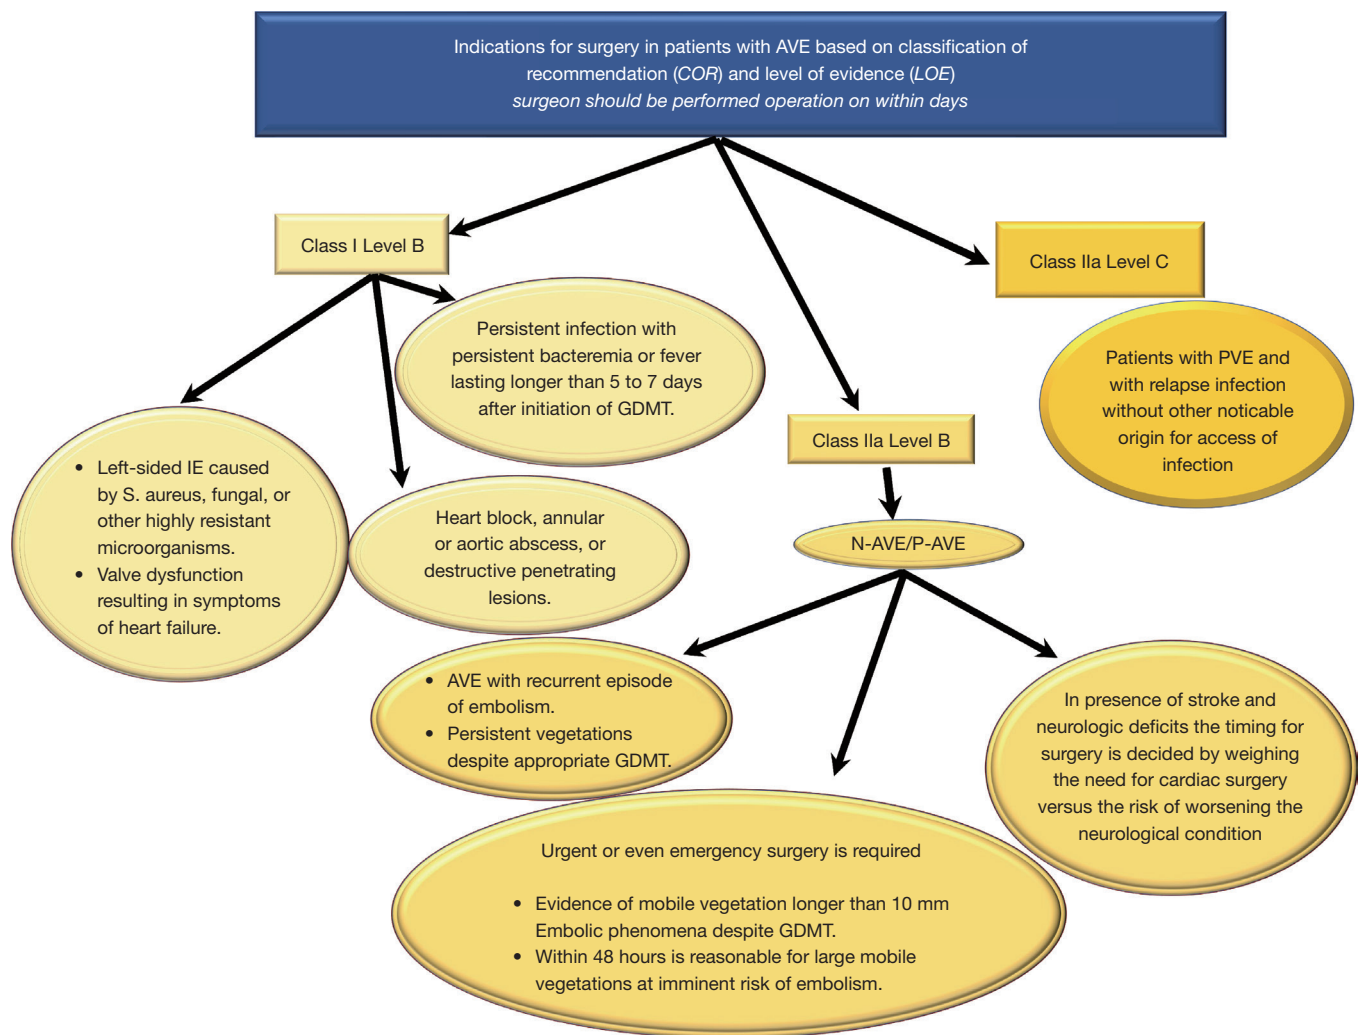 Indications for surgery in patients with AVE based on classification of
recommendation (COR) and level of evidence (LOE)
surgeon should be performed operation on within days
Class I Level B
Class IIa Level C
Persistent infection with
persistent bacteremia or fever
lasting longer than 5 to 7 days
after initiation of GDMT.
Patients with PVE and
with relapse infection
without other noticable
origin for access of
infection
Class IIa Level B
• Left-sided IE caused
by S. aureus, fungal, or
other highly resistant
microorganisms.
• Valve dysfunction
resulting in symptoms
of heart failure.
Heart block, annular
or aortic abscess, or
destructive penetrating
lesions.
N-AVE/P-AVE
• AVE with recurrent episode
of embolism.
• Persistent vegetations
despite appropriate GDMT.
In presence of stroke and
neurologic deficits the timing for
surgery is decided by weighing
the need for cardiac surgery
versus the risk of worsening the
neurological condition
Urgent or even emergency surgery is required
• Evidence of mobile vegetation longer than 10 mm
Embolic phenomena despite GDMT.
• Within 48 hours is reasonable for large mobile
vegetations at imminent risk of embolism.